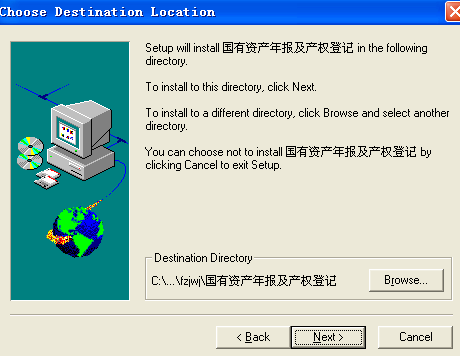 Choose Destination Location
Setup will install 国有资产年报及产权登记 in the following
directory.
To install to this directory, click Next.
To install to a different directory, click Browse and select another
directory.
You can choose not to install 国有资产年报及产权登记 by
clicking Cancel to exit Setup.
Destination Directory
C:\...\fzjwj\国有资产年报及产权登记
Browse...
< Back
Next >
Cancel